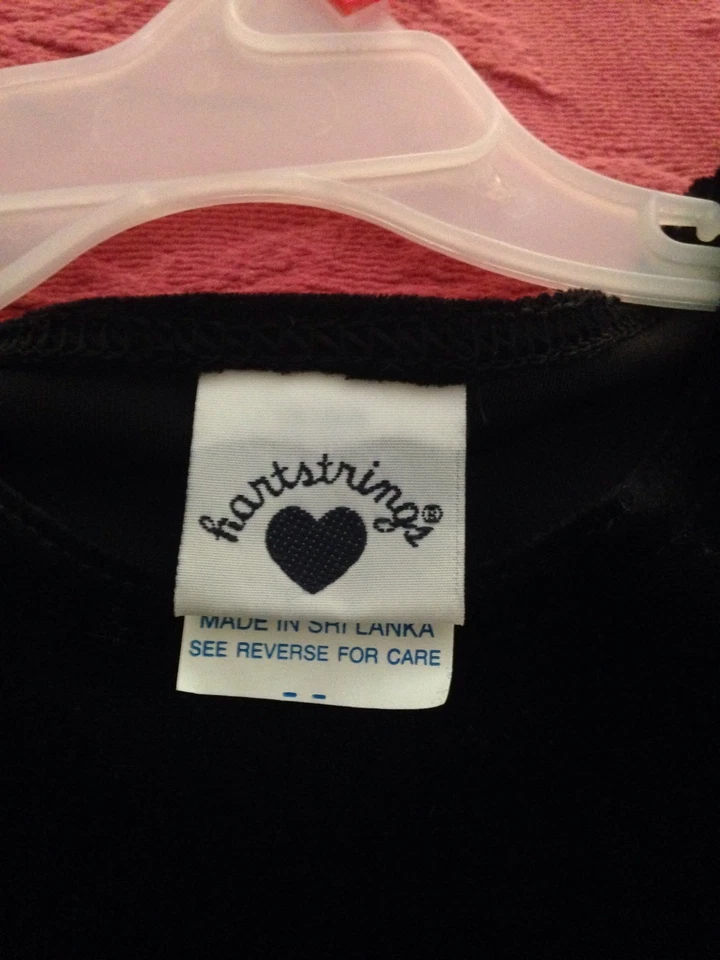 hartstrings®
MADE IN SRI LANKA
SEE REVERSE FOR CARE